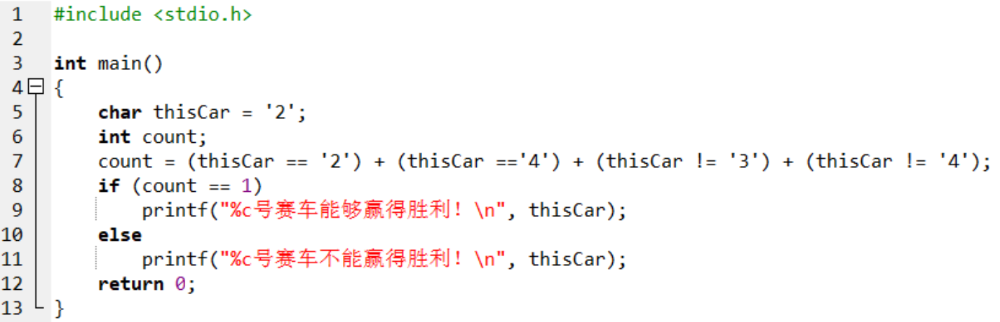 1 #include <stdio.h>
2
3 int main()
4 {
5 char thisCar = '2';
6 int count;
7 count = (thisCar == '2') + (thisCar =='4') + (thisCar != '3') + (thisCar != '4');
8 if (count == 1)
9 printf("%c号赛车能够赢得胜利! \n", thisCar);
10 else
11 printf("%c号赛车不能赢得胜利! \n", thisCar);
12 return 0;
13 }